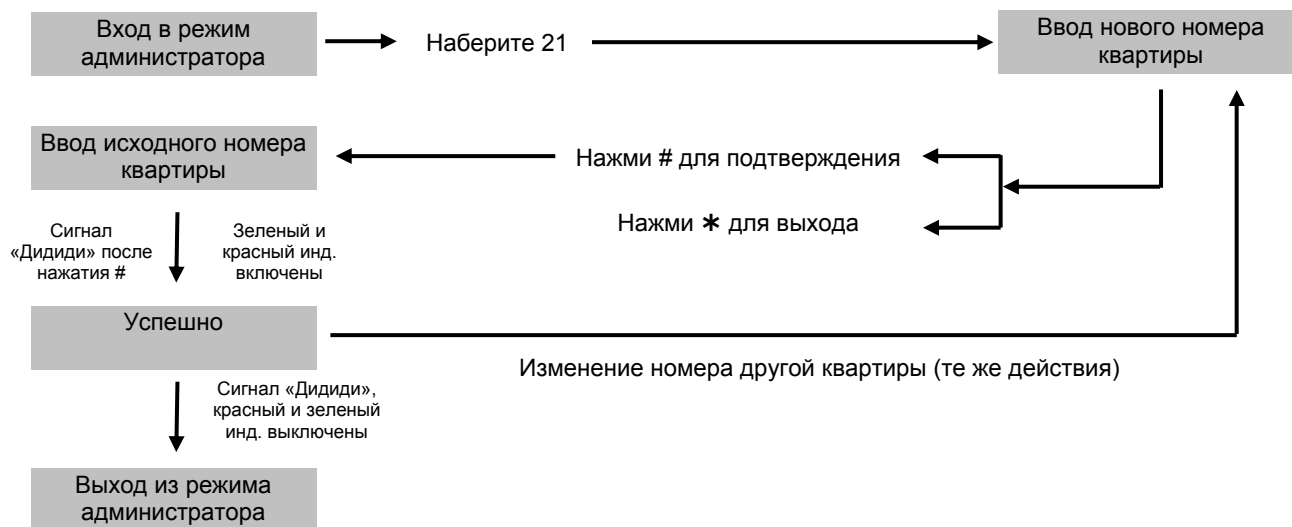 Вход в режим
администратора
Наберите 21
Ввод нового номера
квартиры
Ввод исходного номера
квартиры
Нажми # для подтверждения
Нажми * для выхода
Сигнал
«Дидиди» после
нажатия #
Зеленый и
красный инд.
включены
Успешно
Изменение номера другой квартиры (те же действия)
Сигнал «Дидиди»,
красный и зеленый
инд. выключены
Выход из режима
администратора